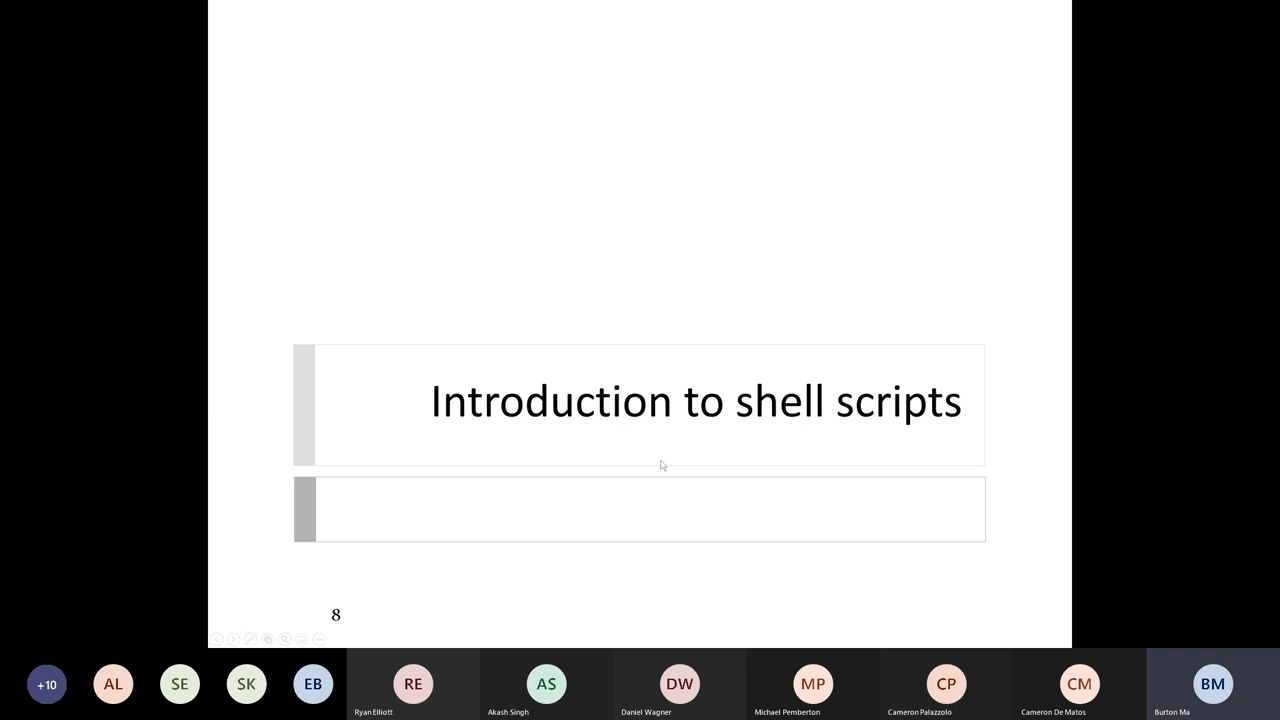 Introduction to shell scripts
8
+10
AL
SE
SK
EB
RE
AS
DW
MP
CP
CM
BM
Ryan Elliott
Akash Singh
Daniel Wagner
Michael Pemberton
Cameron Palazzolo
Cameron De Matos
Burton Ma